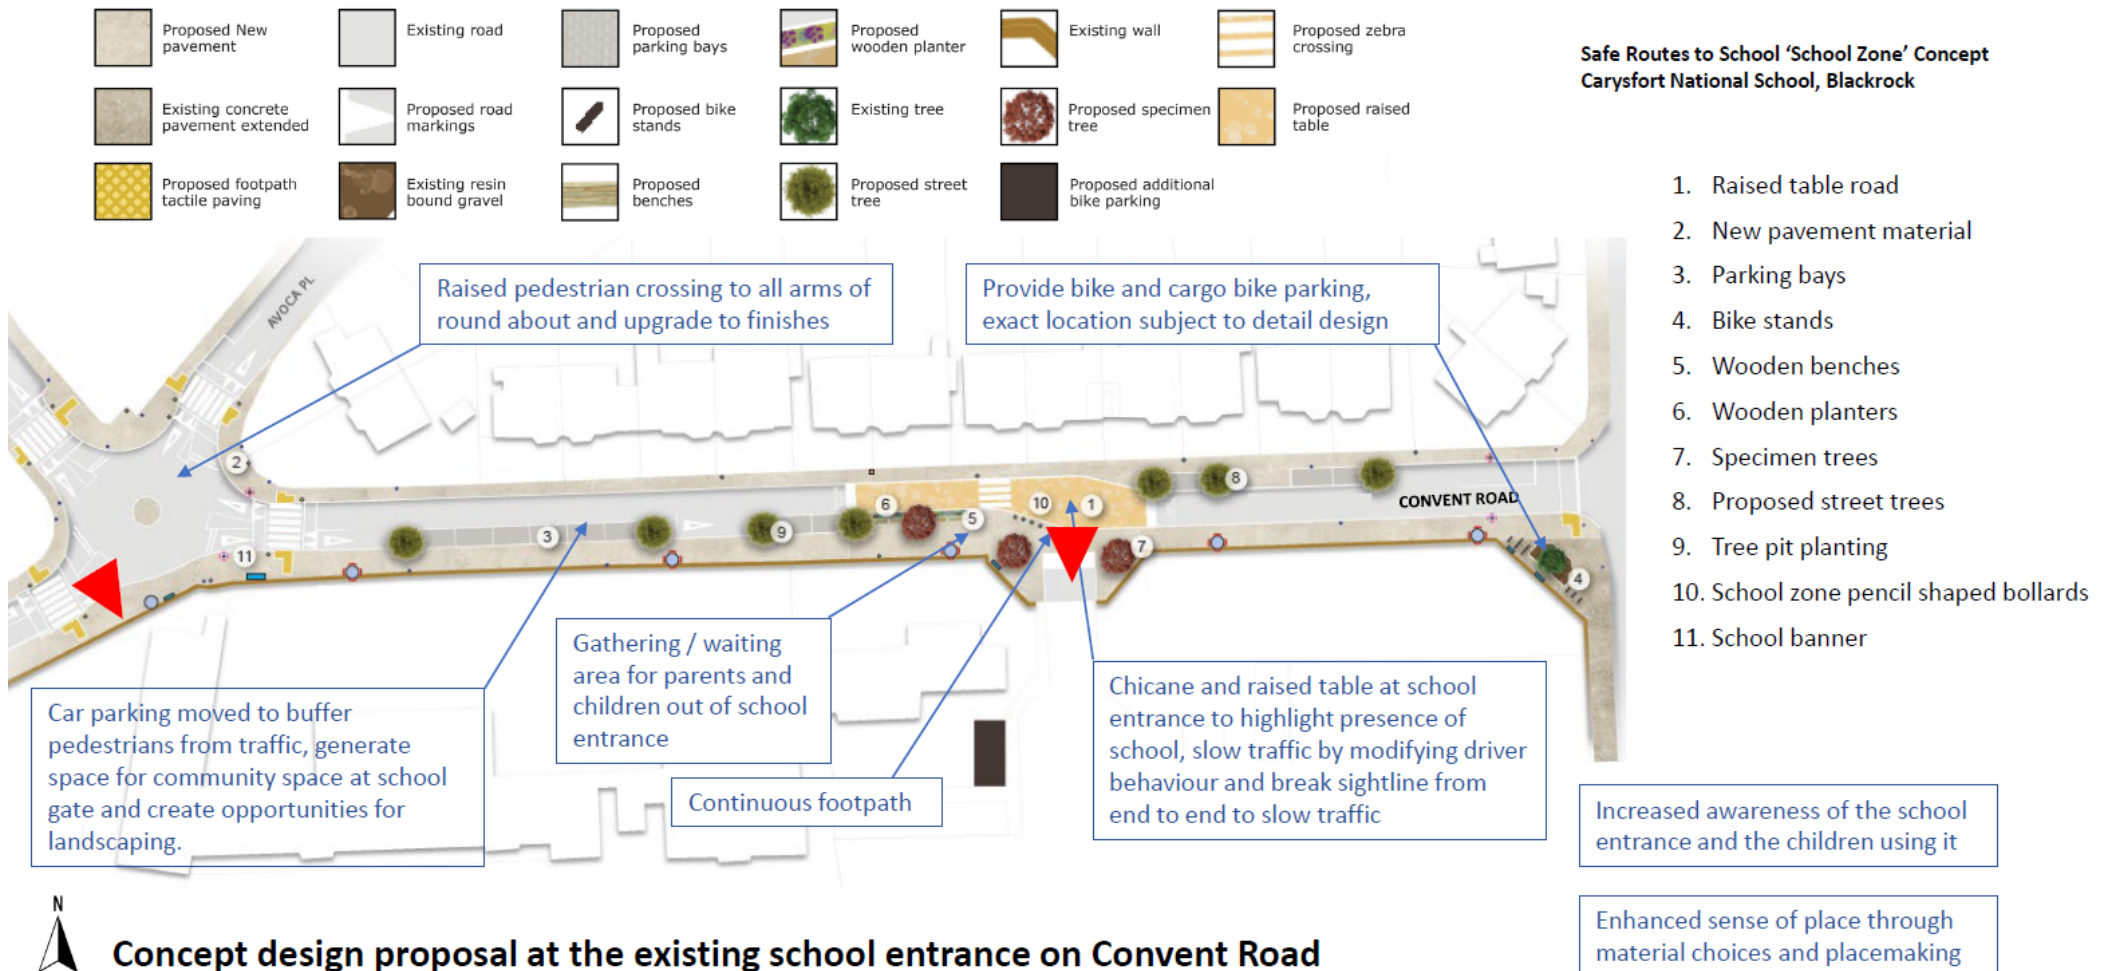 Proposed New
pavement
Existing road
Proposed
parking bays
Proposed
wooden planter
Existing wall
Proposed zebra
crossing
Existing concrete
pavement extended
Proposed road
markings
Proposed bike
stands
Existing tree
Proposed specimen
tree
Proposed raised
table
Proposed footpath
tactile paving
Existing resin
bound gravel
Proposed
benches
Proposed street
tree
Proposed additional
bike parking
Safe Routes to School ‘School Zone’ Concept
Carysfort National School, Blackrock
1. Raised table road
2. New pavement material
3. Parking bays
4. Bike stands
5. Wooden benches
6. Wooden planters
7. Specimen trees
8. Proposed street trees
9. Tree pit planting
10. School zone pencil shaped bollards
11. School banner
AVOCA PL
Raised pedestrian crossing to all arms of
round about and upgrade to finishes
Provide bike and cargo bike parking,
exact location subject to detail design
2
11
3
9
6
5
10
1
7
8
4
CONVENT ROAD
Car parking moved to buffer
pedestrians from traffic, generate
space for community space at school
gate and create opportunities for
landscaping.
Gathering / waiting
area for parents and
children out of school
entrance
Continuous footpath
Chicane and raised table at school
entrance to highlight presence of
school, slow traffic by modifying driver
behaviour and break sightline from
end to end to slow traffic
Increased awareness of the school
entrance and the children using it
Enhanced sense of place through
material choices and placemaking
N
Concept design proposal at the existing school entrance on Convent Road